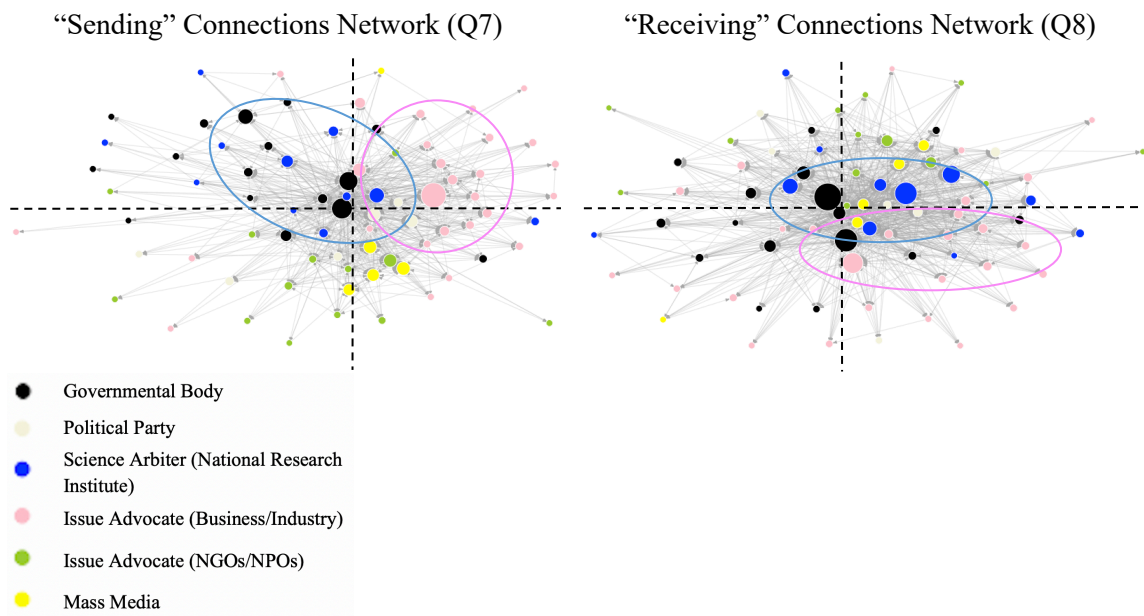 “Sending” Connections Network (Q7)
“Receiving” Connections Network (Q8)
Governmental Body
Political Party
Science Arbiter (National Research
Institute)
Issue Advocate (Business/Industry)
Issue Advocate (NGOs/NPOs)
Mass Media